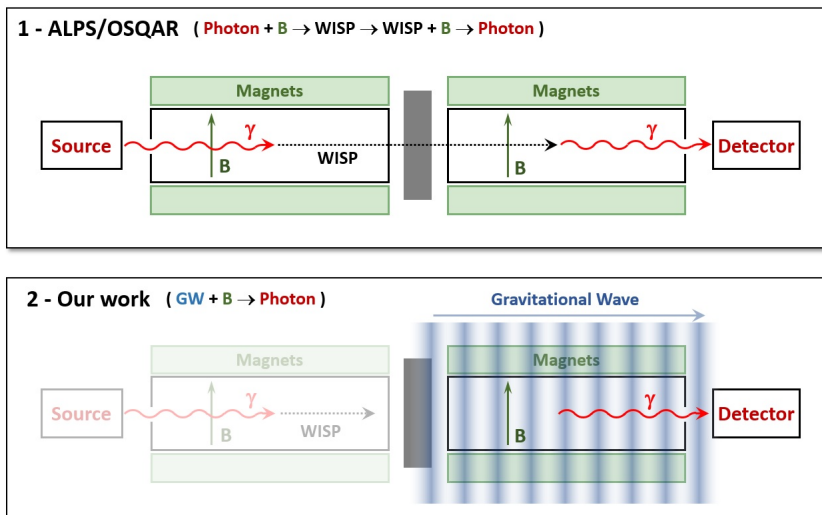 1 - ALPS/OSQAR ( Photon + B → WISP → WISP + B → Photon )
Magnets Magnets
Source γ B WISP B γ Detector
2 - Our work ( GW + B → Photon )
Gravitational Wave
Magnets Magnets
Source γ B WISP B γ Detector